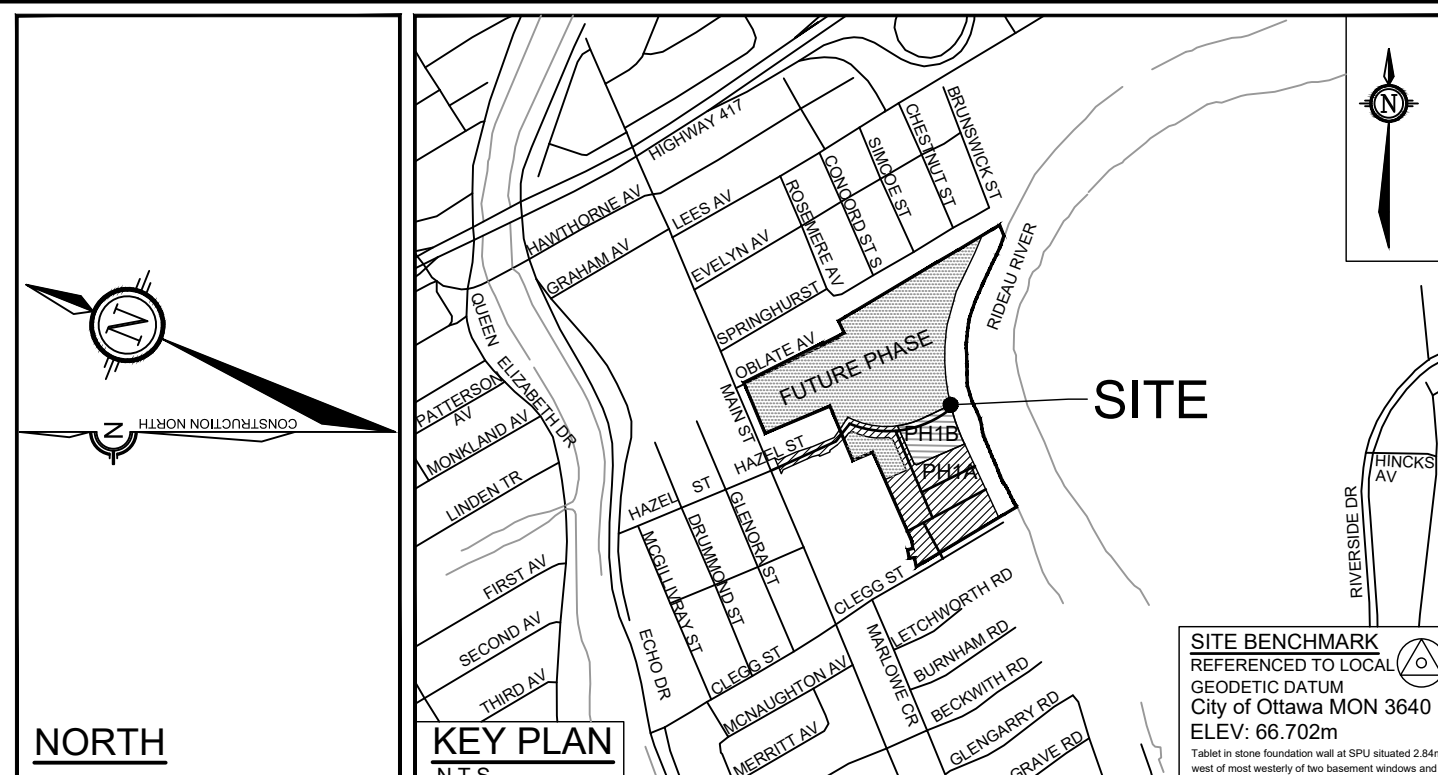 N
CONSTRUCTION NORTH
N
NORTH
HIGHWAY 417
BRUNSWICK ST
CHESTNUT ST
SIMCOE ST
CONCORD ST S
ROSEMERE AV
HAWTHORNE AV
LEES AV
GRAHAM AV
EVELYN AV
SPRINGHURST
OBLATE AV
MAIN ST
QUEEN ELIZABETH DR
RIDEAU RIVER
FUTURE PHASE
SITE
PH1B
PH1A
PATTERSON
AV
MONKLAND AV
LINDEN TR
HAZEL ST
HAZEL ST
GLENORA ST
DRUMMOND ST
MCGILLIVRAY ST
FIRST AV
SECOND AV
THIRD AV
ECHO DR
CLEGG ST
CLEGG ST
MCNAUGHTON AV
MERRITT AV
MARLOWE CR
LETCHWORTH RD
BURNHAM RD
BECKWITH RD
GLENGARRY RD
GRAVE RD
KEY PLAN
N.T.S.
N
HINCKS
AV
RIVERSIDE DR
SITE BENCHMARK
REFERENCED TO LOCAL
GEODETIC DATUM
City of Ottawa MON 3640
ELEV: 66.702m
Tablet in stone foundation wall at SPU situated 2.84m
west of most westerly of two basement windows and